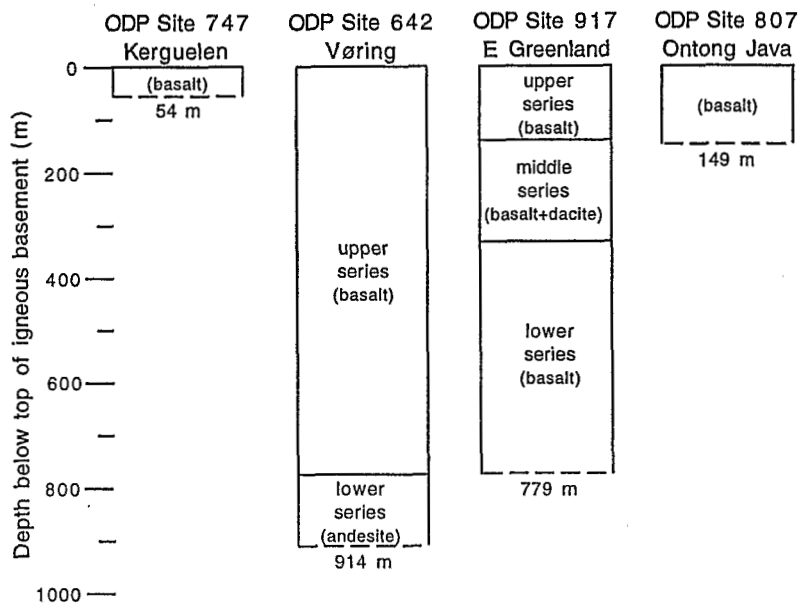 ODP Site 747
Kerguelen
ODP Site 642
Vøring
ODP Site 917
E Greenland
ODP Site 807
Ontong Java
Depth below top of igneous basement (m)
0
200
400
600
800
1000
(basalt)
54 m
upper
series
(basalt)
lower
series
(andesite)
914 m
upper
series
(basalt)
middle
series
(basalt+dacite)
lower
series
(basalt)
779 m
(basalt)
149 m